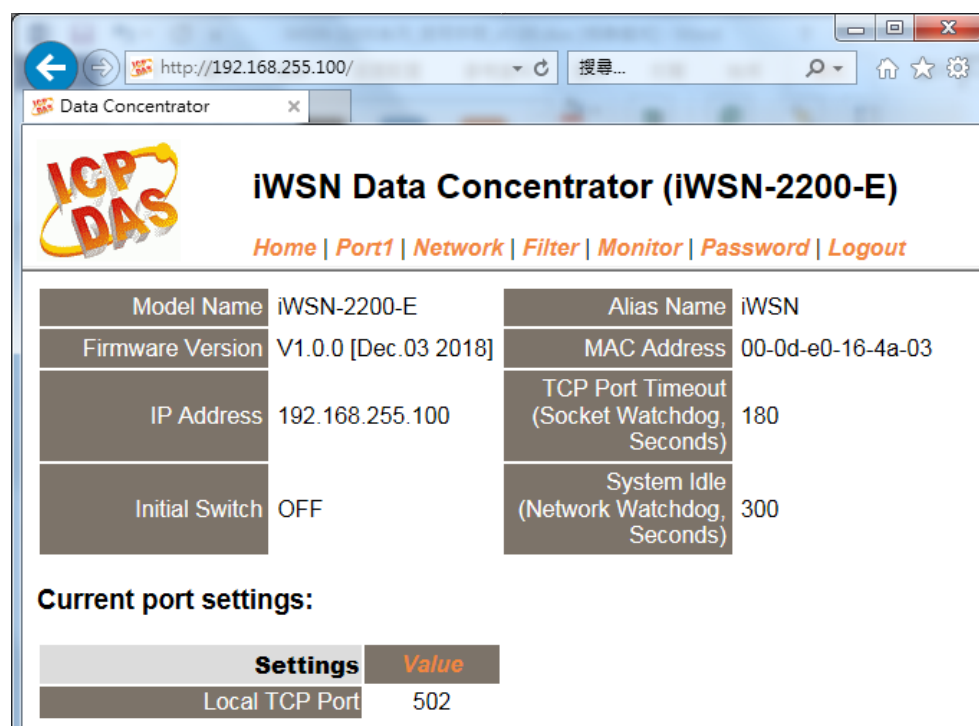 http://192.168.255.100/
搜尋...
Data Concentrator
ICP DAS
iWSN Data Concentrator (iWSN-2200-E)
Home | Port1 | Network | Filter | Monitor | Password | Logout
Model Name iWSN-2200-E Alias Name iWSN
Firmware Version V1.0.0 [Dec.03 2018] MAC Address 00-0d-e0-16-4a-03
IP Address 192.168.255.100 TCP Port Timeout (Socket Watchdog, Seconds) 180
Initial Switch OFF System Idle (Network Watchdog, Seconds) 300
Current port settings:
Settings Value
Local TCP Port 502